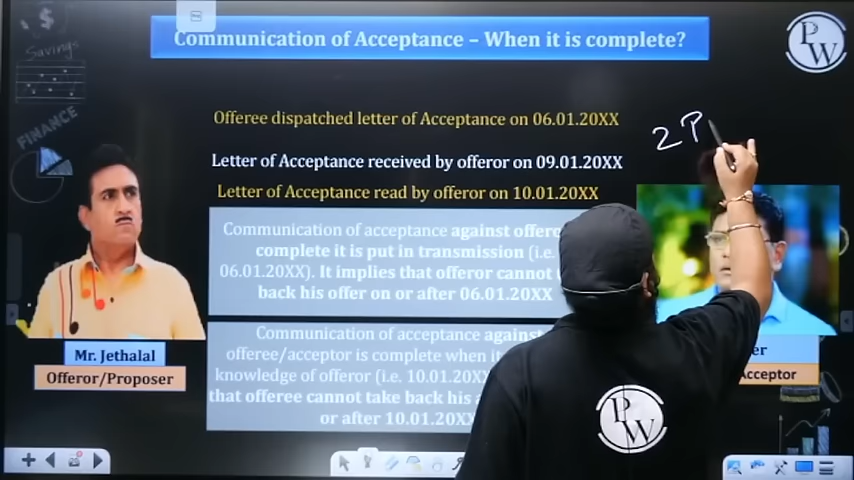 Communication of Acceptance – When it is complete?
P
W
Savings
FINANCE
Offeree dispatched letter of Acceptance on 06.01.20XX
2 P
Letter of Acceptance received by offeror on 09.01.20XX
Letter of Acceptance read by offeror on 10.01.20XX
Communication of acceptance against offero
complete it is put in transmission (i.e.
06.01.20XX). It implies that offeror cannot
back his offer on or after 06.01.20XX
Communication of acceptance against
offeree/acceptor is complete when it
knowledge of offeror (i.e. 10.01.20XX
that offeree cannot take back his a
or after 10.01.20XX
Mr. Jethalal
Offeror/Proposer
er
Acceptor
P
W